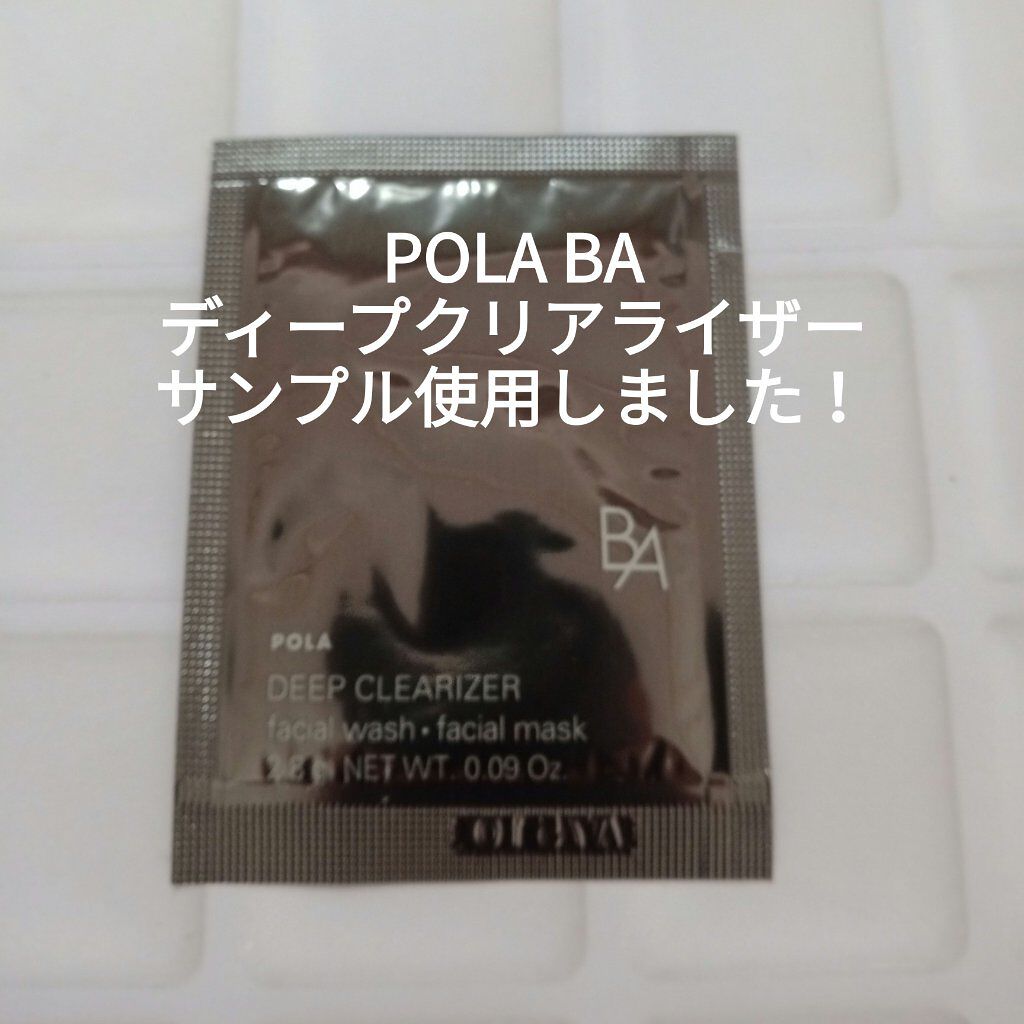 POLA BA
ディープクリアライザー
サンプル使用しました！
BA
POLA
DEEP CLEARIZER
facial wash・facial mask
NET WT. 0.09 Oz.